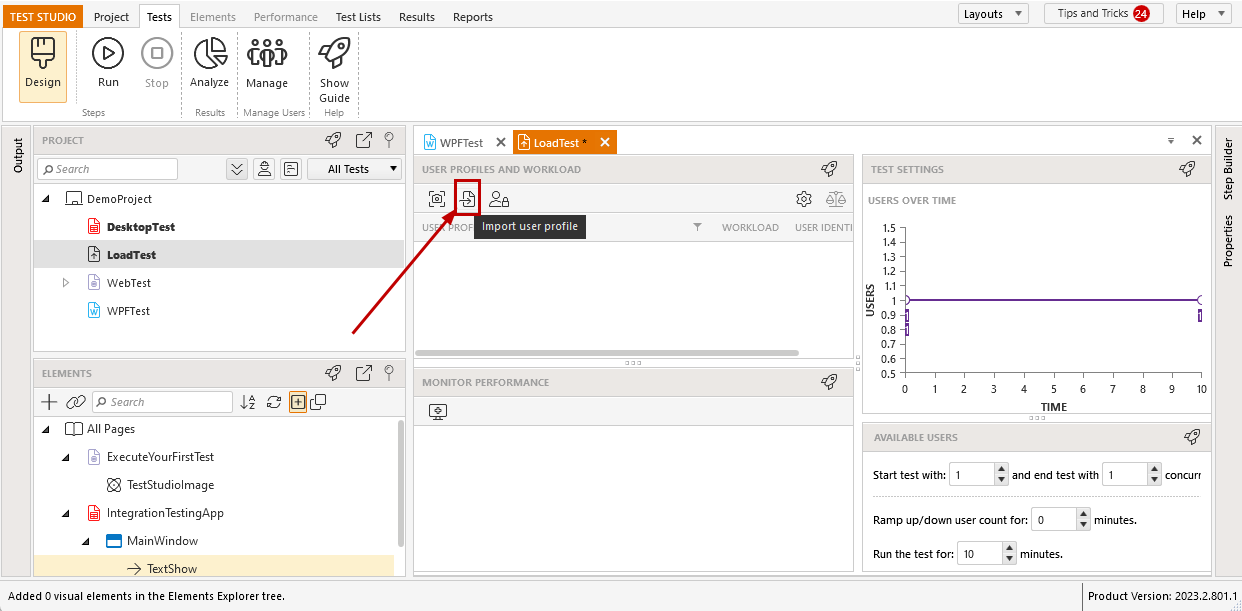 TEST STUDIO Project Tests Elements Performance Test Lists Results Reports Layouts Tips and Tricks 24 Help
Design Run Stop Analyze Manage Show Guide
Steps Results Manage Users Help
Output
PROJECT
Search All Tests
DemoProject
DesktopTest
LoadTest
WebTest
WPFTest
ELEMENTS
Search
All Pages
ExecuteYourFirstTest
TestStudioImage
IntegrationTestingApp
MainWindow
TextShow
WPFTest LoadTest *
USER PROFILES AND WORKLOAD
Import user profile
USER PROF WORKLOAD USER IDENTI
MONITOR PERFORMANCE
TEST SETTINGS
USERS OVER TIME
USERS
1.5
1.4
1.3
1.2
1.1
1
0.9
0.8
0.7
0.6
0.5
1 1
1
0 1 2 3 4 5 6 7 8 9 10
TIME
AVAILABLE USERS
Start test with: 1 and end test with 1 concurr
Ramp up/down user count for: 0 minutes.
Run the test for: 10 minutes.
Step Builder
Properties
Added 0 visual elements in the Elements Explorer tree. Product Version: 2023.2.801.1